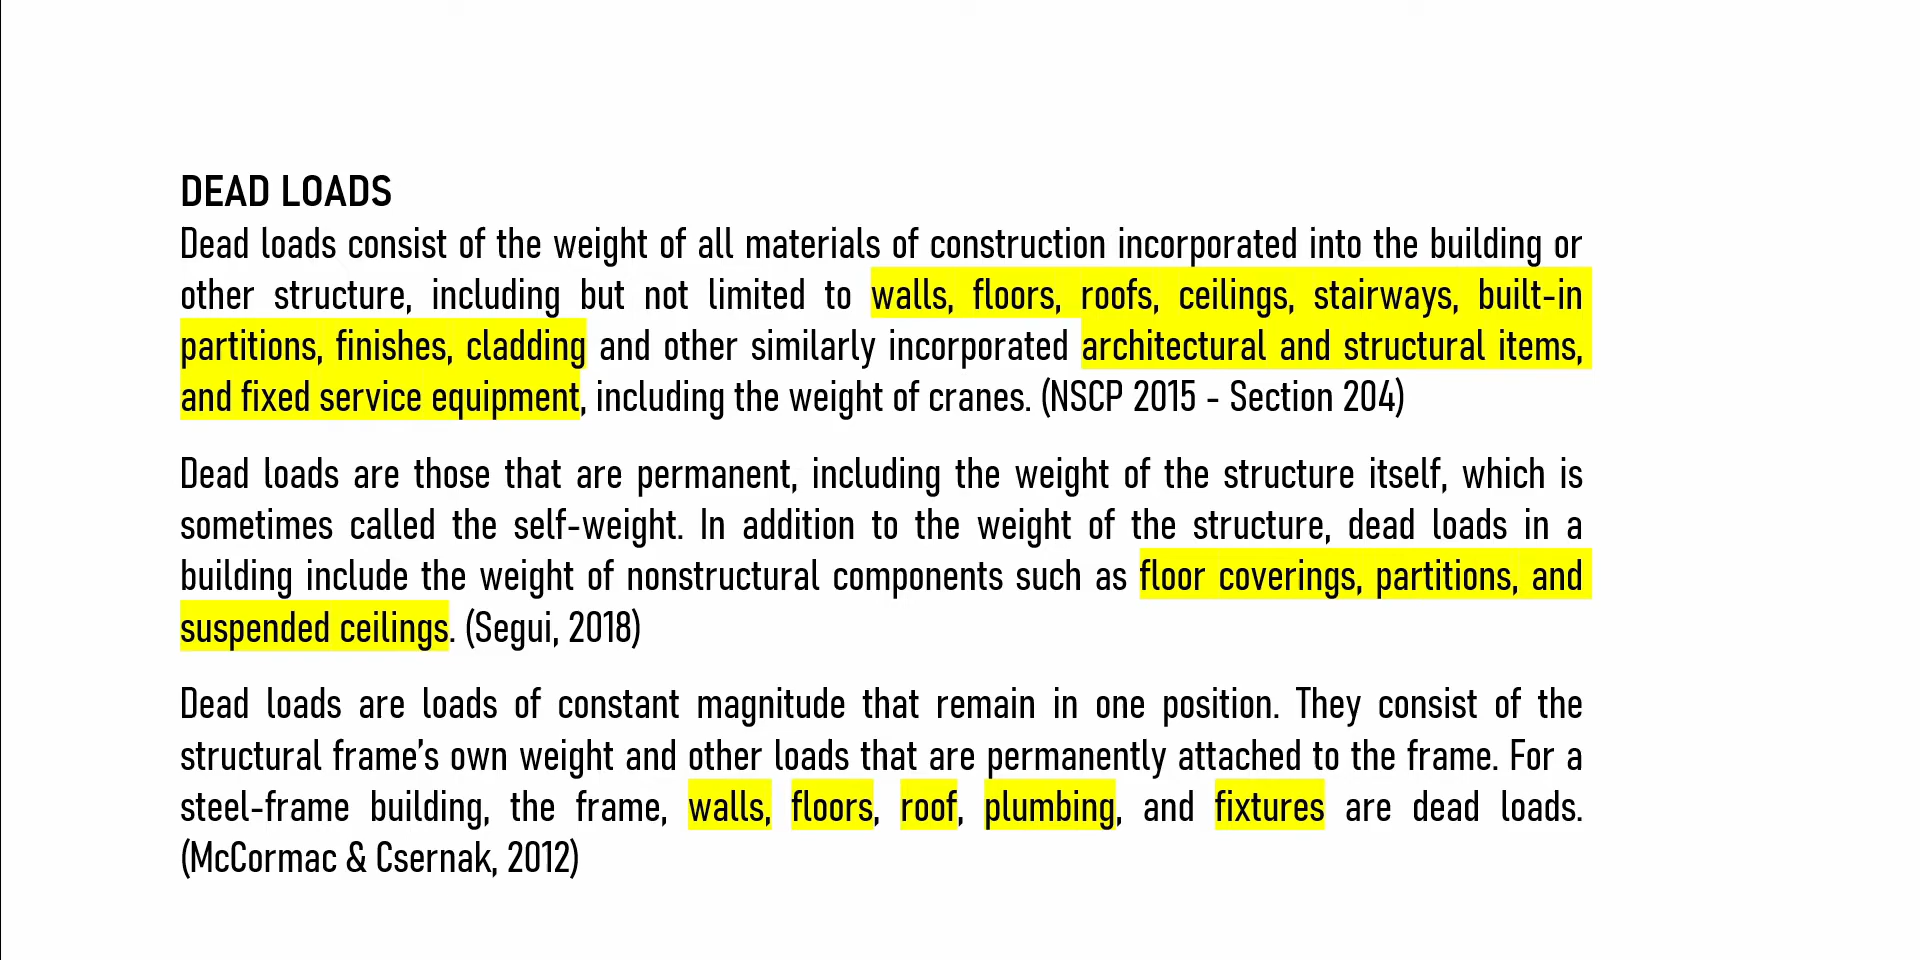 DEAD LOADS
Dead loads consist of the weight of all materials of construction incorporated into the building or
other structure, including but not limited to walls, floors, roofs, ceilings, stairways, built-in
partitions, finishes, cladding and other similarly incorporated architectural and structural items,
and fixed service equipment, including the weight of cranes. (NSCP 2015 - Section 204)
Dead loads are those that are permanent, including the weight of the structure itself, which is
sometimes called the self-weight. In addition to the weight of the structure, dead loads in a
building include the weight of nonstructural components such as floor coverings, partitions, and
suspended ceilings. (Segui, 2018)
Dead loads are loads of constant magnitude that remain in one position. They consist of the
structural frame’s own weight and other loads that are permanently attached to the frame. For a
steel-frame building, the frame, walls, floors, roof, plumbing, and fixtures are dead loads.
(McCormac & Csernak, 2012)